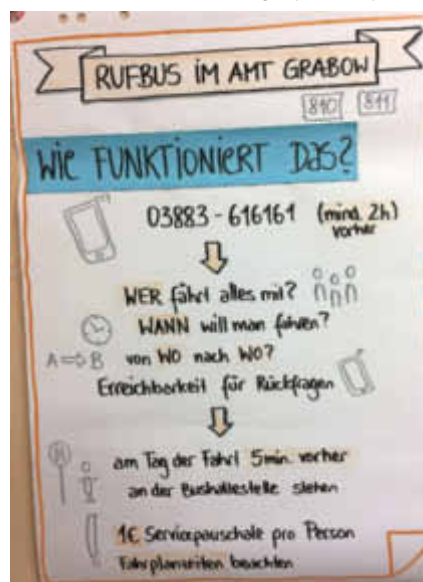 RUFBUS IM AMT GRABOW
810 811
WIE FUNKTIONIERT DAS?
03883 - 616161 (mind. 2h)
vorher
WER fährt alles mit?
WANN will man fahren?
A ⇒ B von WO nach WO?
Erreichbarkeit für Rückfragen
H
am Tag der Fahrt 5min. vorher
an der Bushaltestelle stehen
1€ Servicepauschale pro Person
Fahrplanzeiten beachten